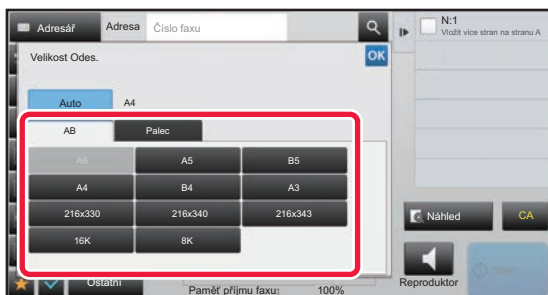 Adresář Adresa Číslo faxu
N:1
Vložit více stran na stranu A
Velikost Odes.
OK
Auto A4
AB Palec
A6 A5 B5
A4 B4 A3
216x330 216x340 216x343
16K 8K
Náhled CA
Ostatní
Paměť příjmu faxu: 100%
Reproduktor
Start